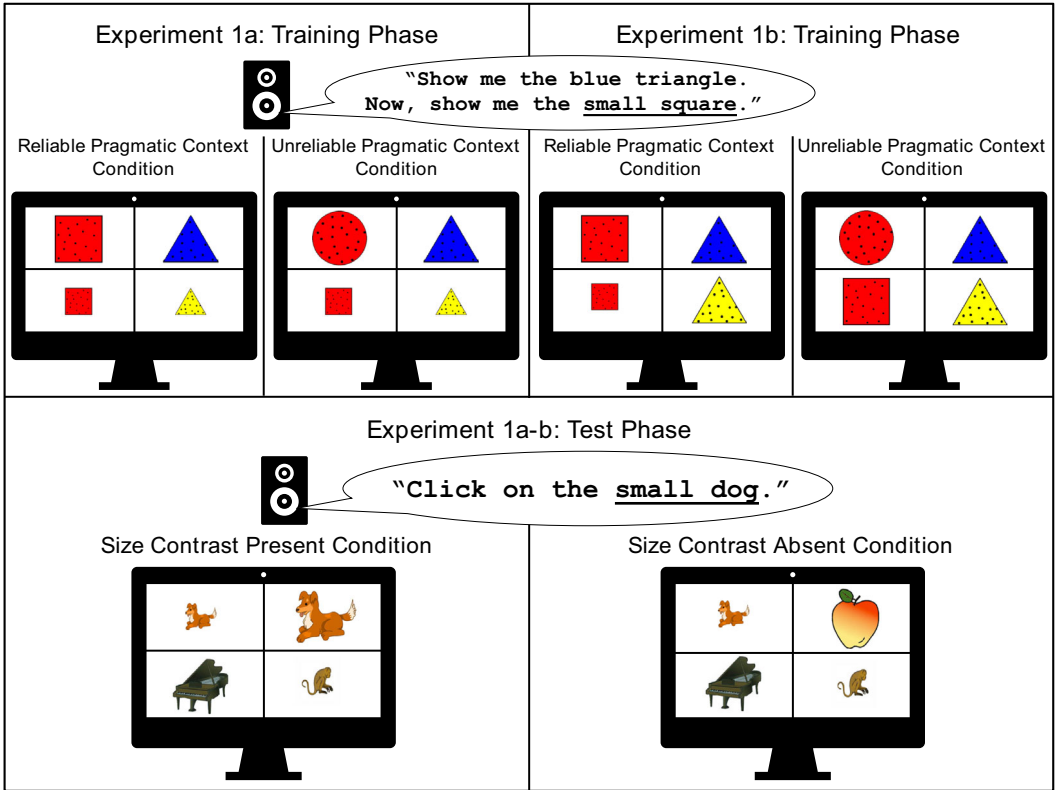 Experiment 1a: Training Phase
Experiment 1b: Training Phase
“Show me the blue triangle.
Now, show me the small square.”
Reliable Pragmatic Context
Condition
Unreliable Pragmatic Context
Condition
Reliable Pragmatic Context
Condition
Unreliable Pragmatic Context
Condition
Experiment 1a-b: Test Phase
“Click on the small dog.”
Size Contrast Present Condition
Size Contrast Absent Condition